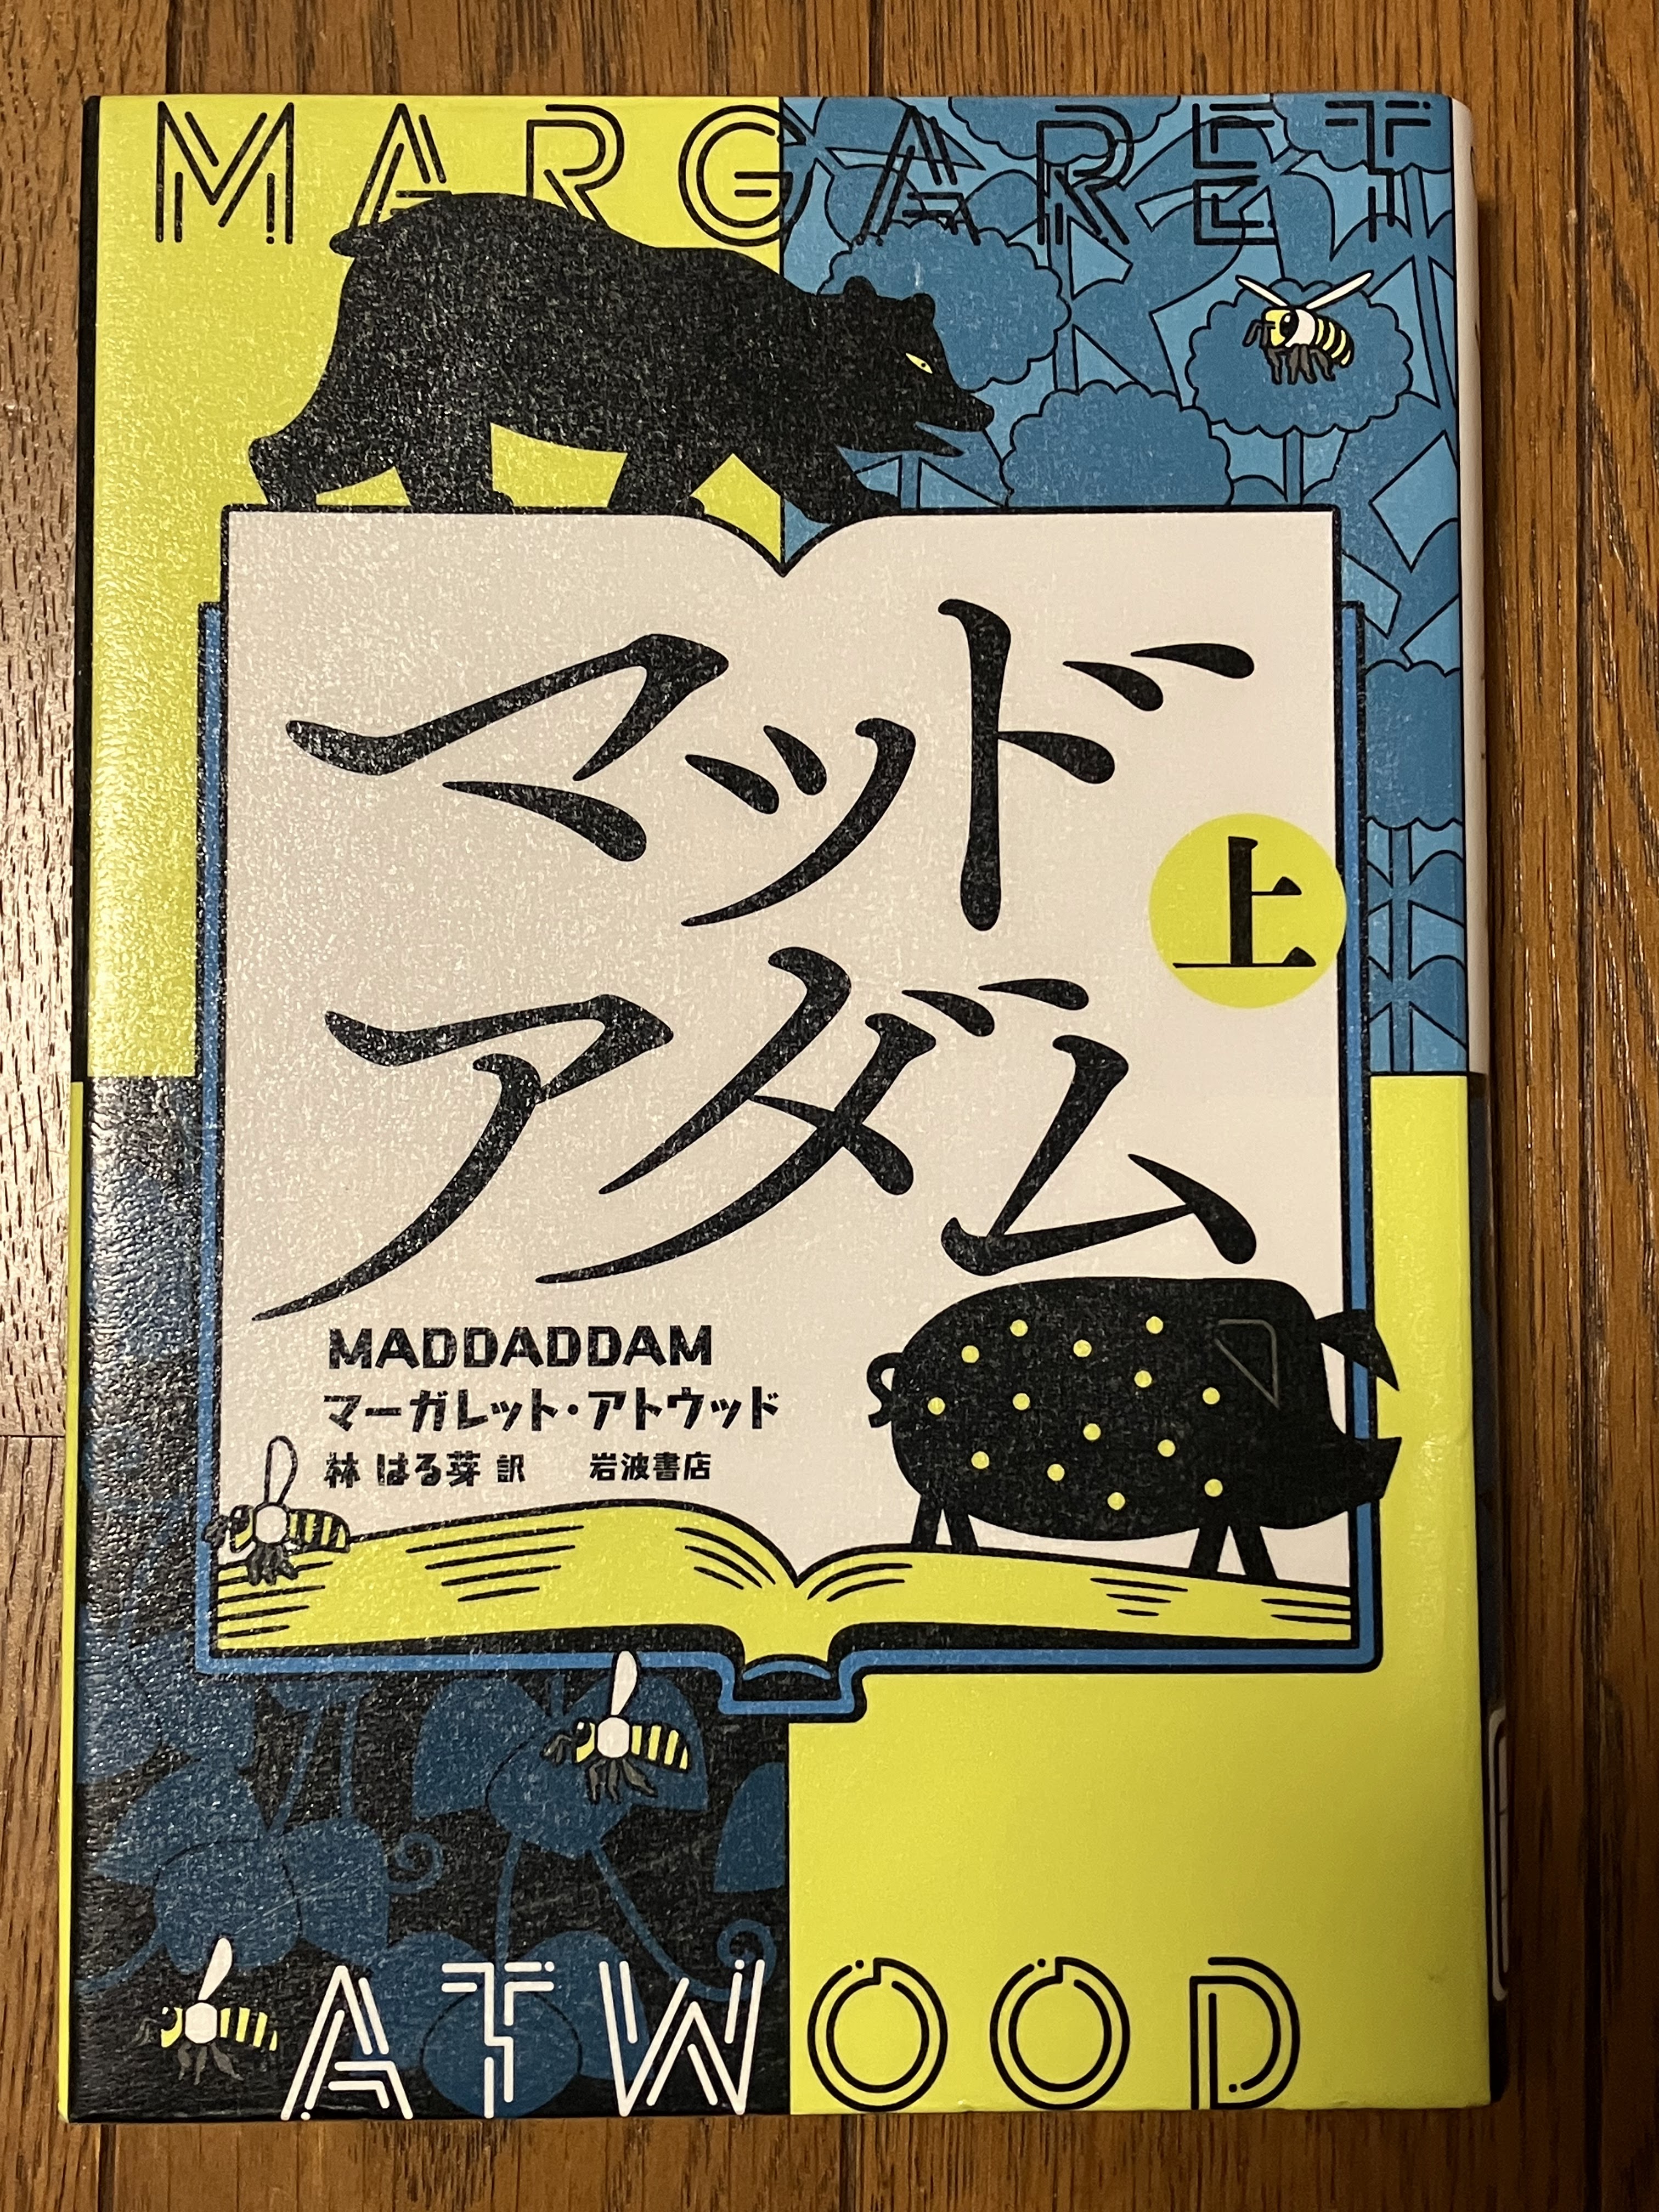 MARGARET
マッド
アダム
上
MADDADDAM
マーガレット・アトウッド
林 はる芽 訳 岩波書店
ATWOOD